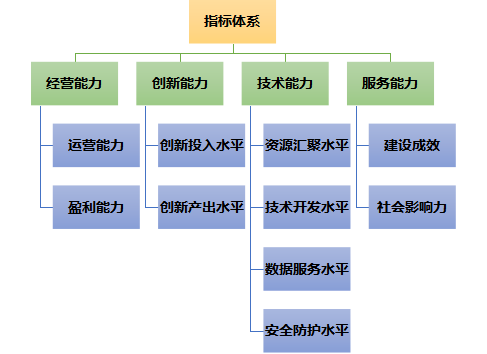 指标体系
经营能力
创新能力
技术能力
服务能力
运营能力
创新投入水平
资源汇聚水平
建设成效
盈利能力
创新产出水平
技术开发水平
社会影响力
数据服务水平
安全防护水平